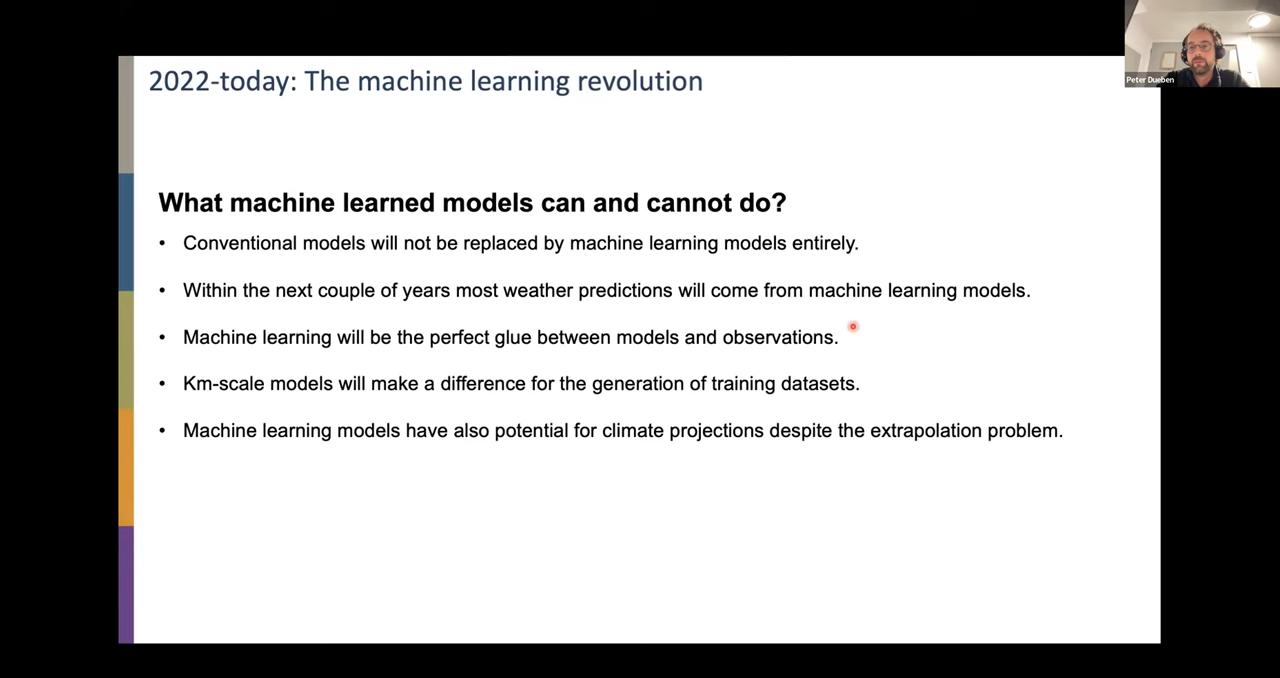 2022-today: The machine learning revolution
Peter Dueben
What machine learned models can and cannot do?
• Conventional models will not be replaced by machine learning models entirely.
• Within the next couple of years most weather predictions will come from machine learning models.
• Machine learning will be the perfect glue between models and observations.
• Km-scale models will make a difference for the generation of training datasets.
• Machine learning models have also potential for climate projections despite the extrapolation problem.